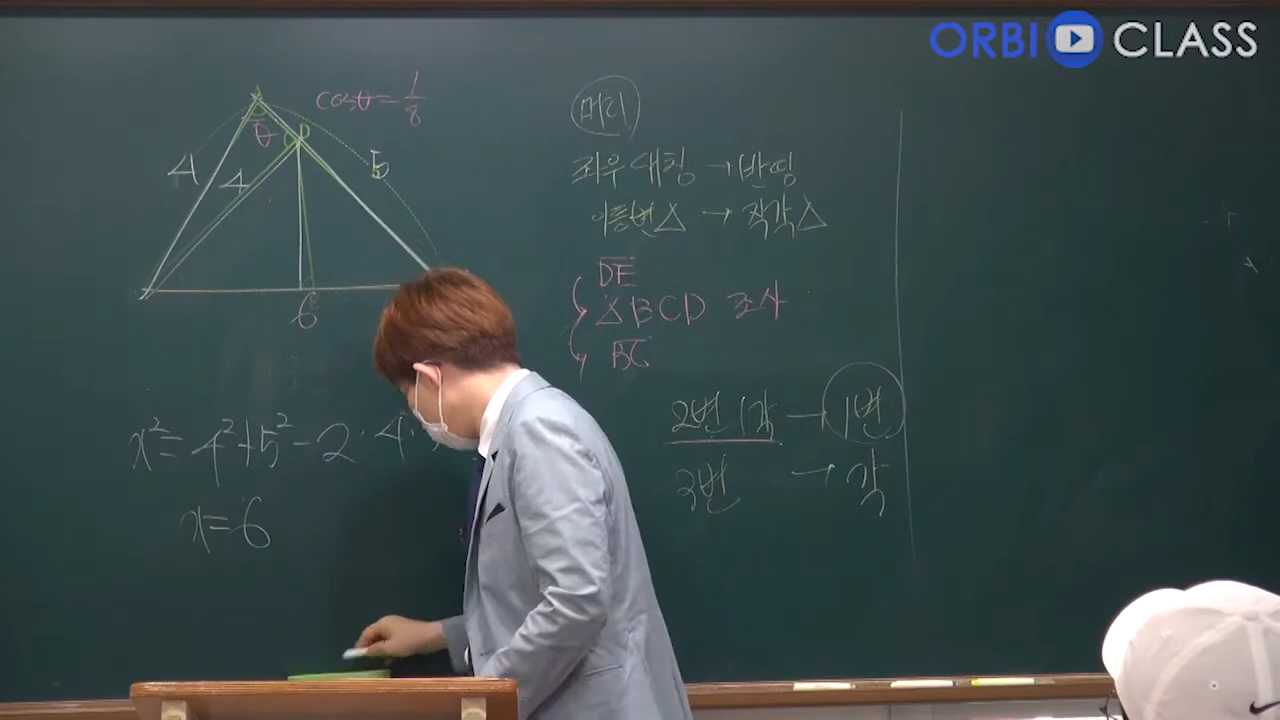 ORBI CLASS
A
cosθ = 1/8
θ
D
4
4
5
6
x² = 4² + 5² - 2 · 4 ·
x = 6
머리
좌우 대칭 → 반띵
이등변△ → 직각△
DE
△BCD 조사
BC
2번 1각 → 1변
3변 → 각